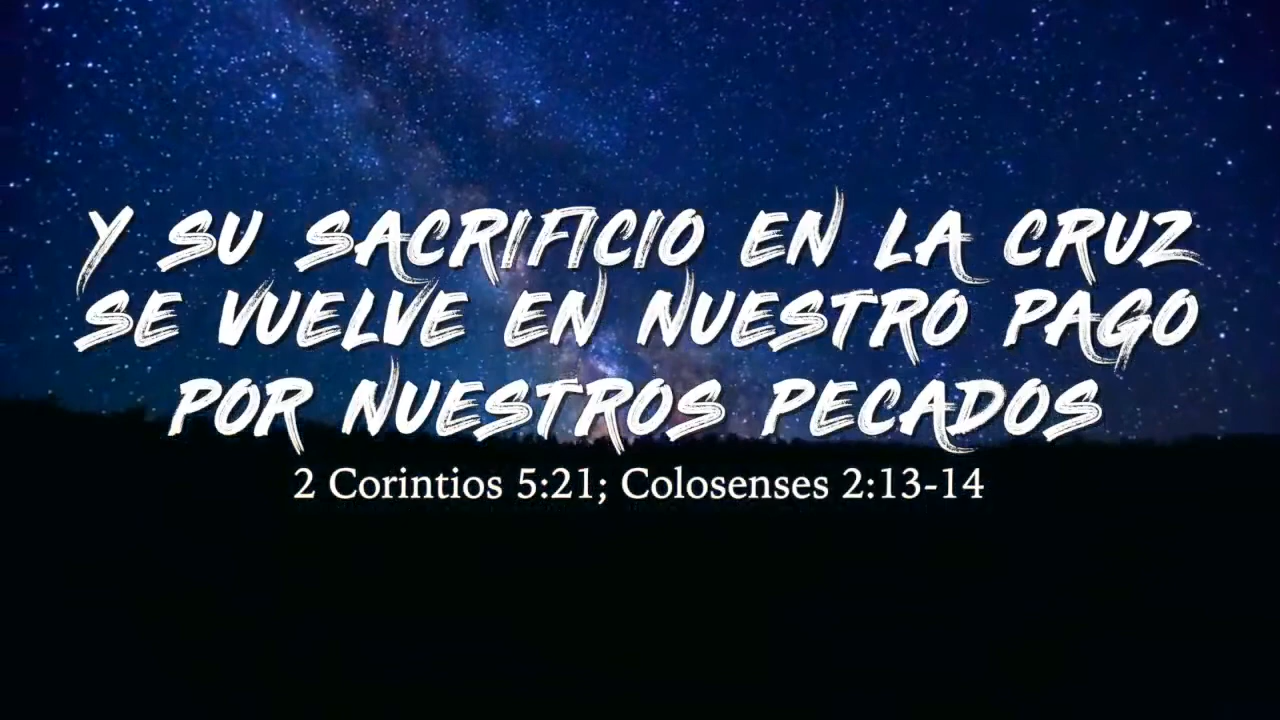 Y SU SACRIFICIO EN LA CRUZ
SE VUELVE EN NUESTRO PAGO
POR NUESTROS PECADOS
2 Corintios 5:21; Colosenses 2:13-14